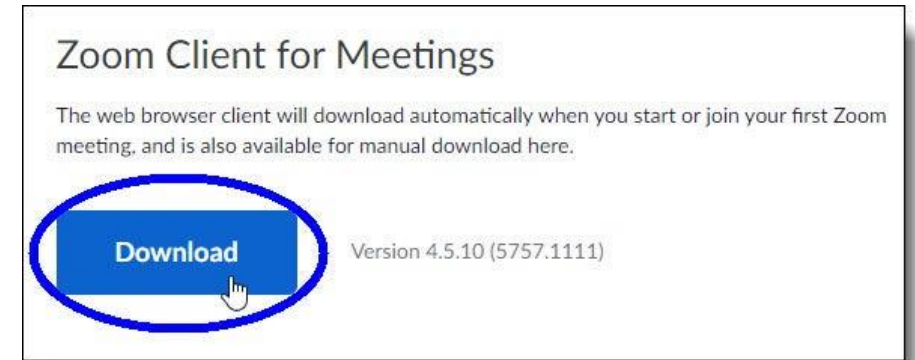 Zoom Client for Meetings
The web browser client will download automatically when you start or join your first Zoom
meeting, and is also available for manual download here.
Download
Version 4.5.10 (5757.1111)